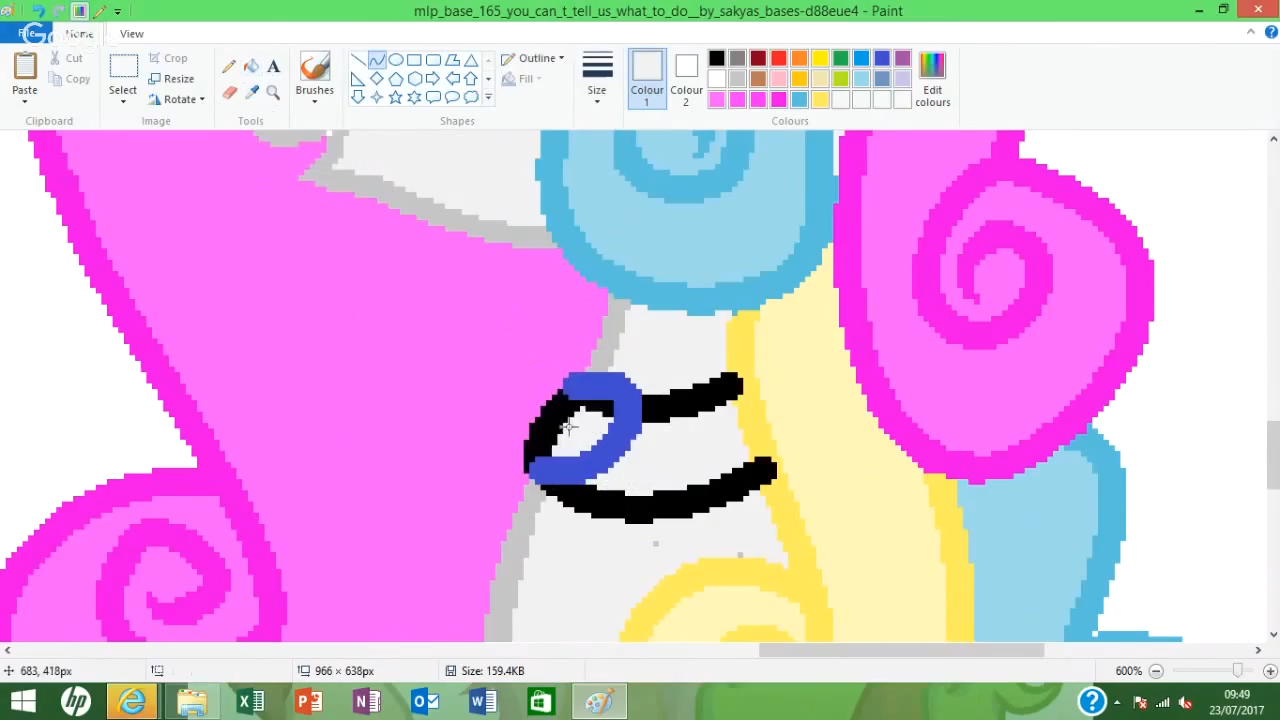 mlp_base_165_you_can_t_tell_us_what_to_do__by_sakyas_bases-d88eue4 - Paint
File Home View
Paste
Cut
Copy
Clipboard
Select
Crop
Resize
Rotate
Image
Tools
Brushes
Outline
Fill
Shapes
Size
Colour 1
Colour 2
Edit colours
Colours
683, 418px
966 × 638px
Size: 159.4KB
600%
09:49
23/07/2017